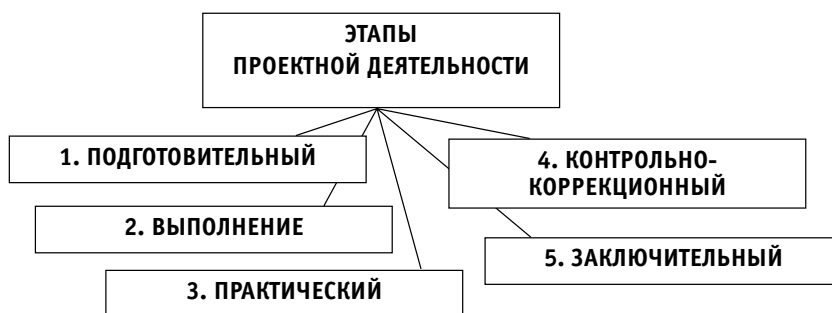 ЭТАПЫ
ПРОЕКТНОЙ ДЕЯТЕЛЬНОСТИ
1. ПОДГОТОВИТЕЛЬНЫЙ
2. ВЫПОЛНЕНИЕ
3. ПРАКТИЧЕСКИЙ
4. КОНТРОЛЬНО-
КОРРЕКЦИОННЫЙ
5. ЗАКЛЮЧИТЕЛЬНЫЙ